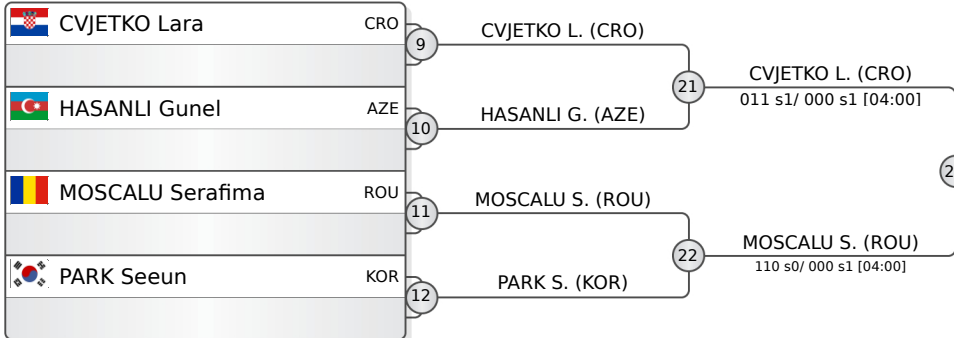 CVJETKO Lara CRO
9
CVJETKO L. (CRO)
21
CVJETKO L. (CRO)
011 s1/ 000 s1 [04:00]
HASANLI Gunel AZE
10
HASANLI G. (AZE)
2
MOSCALU Serafima ROU
11
MOSCALU S. (ROU)
22
MOSCALU S. (ROU)
110 s0/ 000 s1 [04:00]
PARK Seeun KOR
12
PARK S. (KOR)